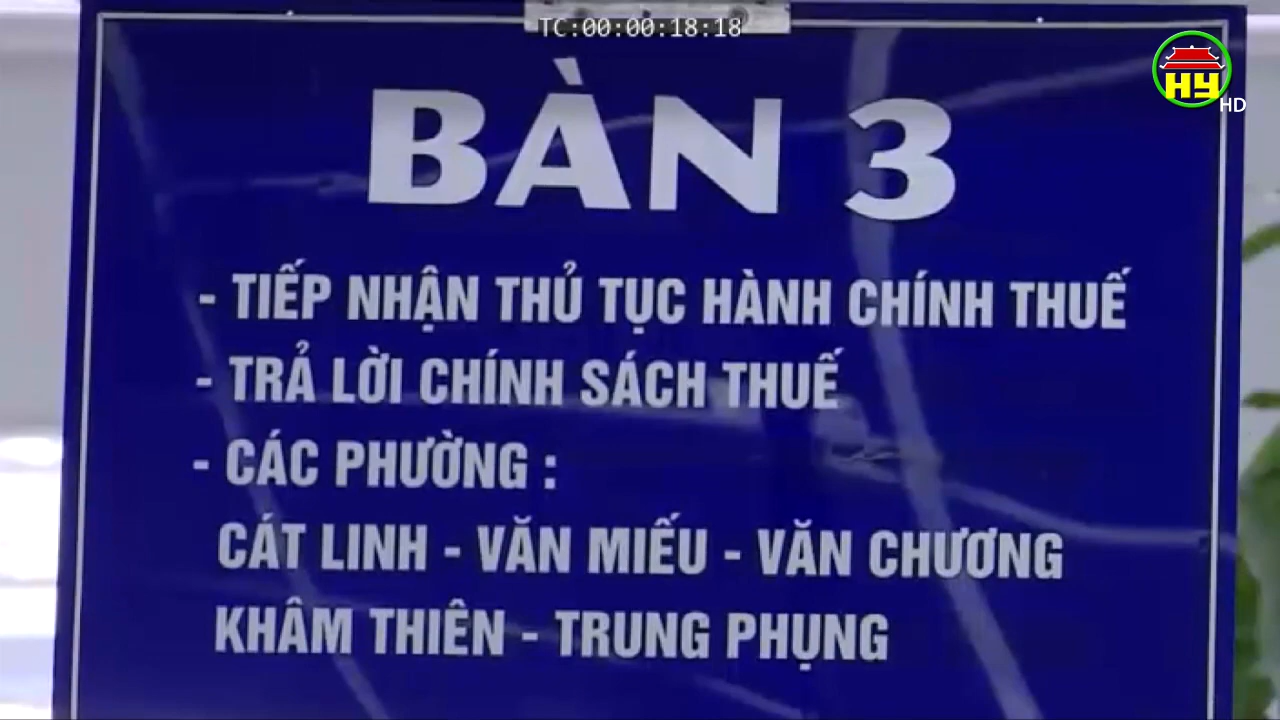 TC:00:00:18:18
HY
HD
BÀN 3
- TIẾP NHẬN THỦ TỤC HÀNH CHÍNH THUẾ
- TRẢ LỜI CHÍNH SÁCH THUẾ
- CÁC PHƯỜNG :
CÁT LINH - VĂN MIẾU - VĂN CHƯƠNG
KHÂM THIÊN - TRUNG PHỤNG